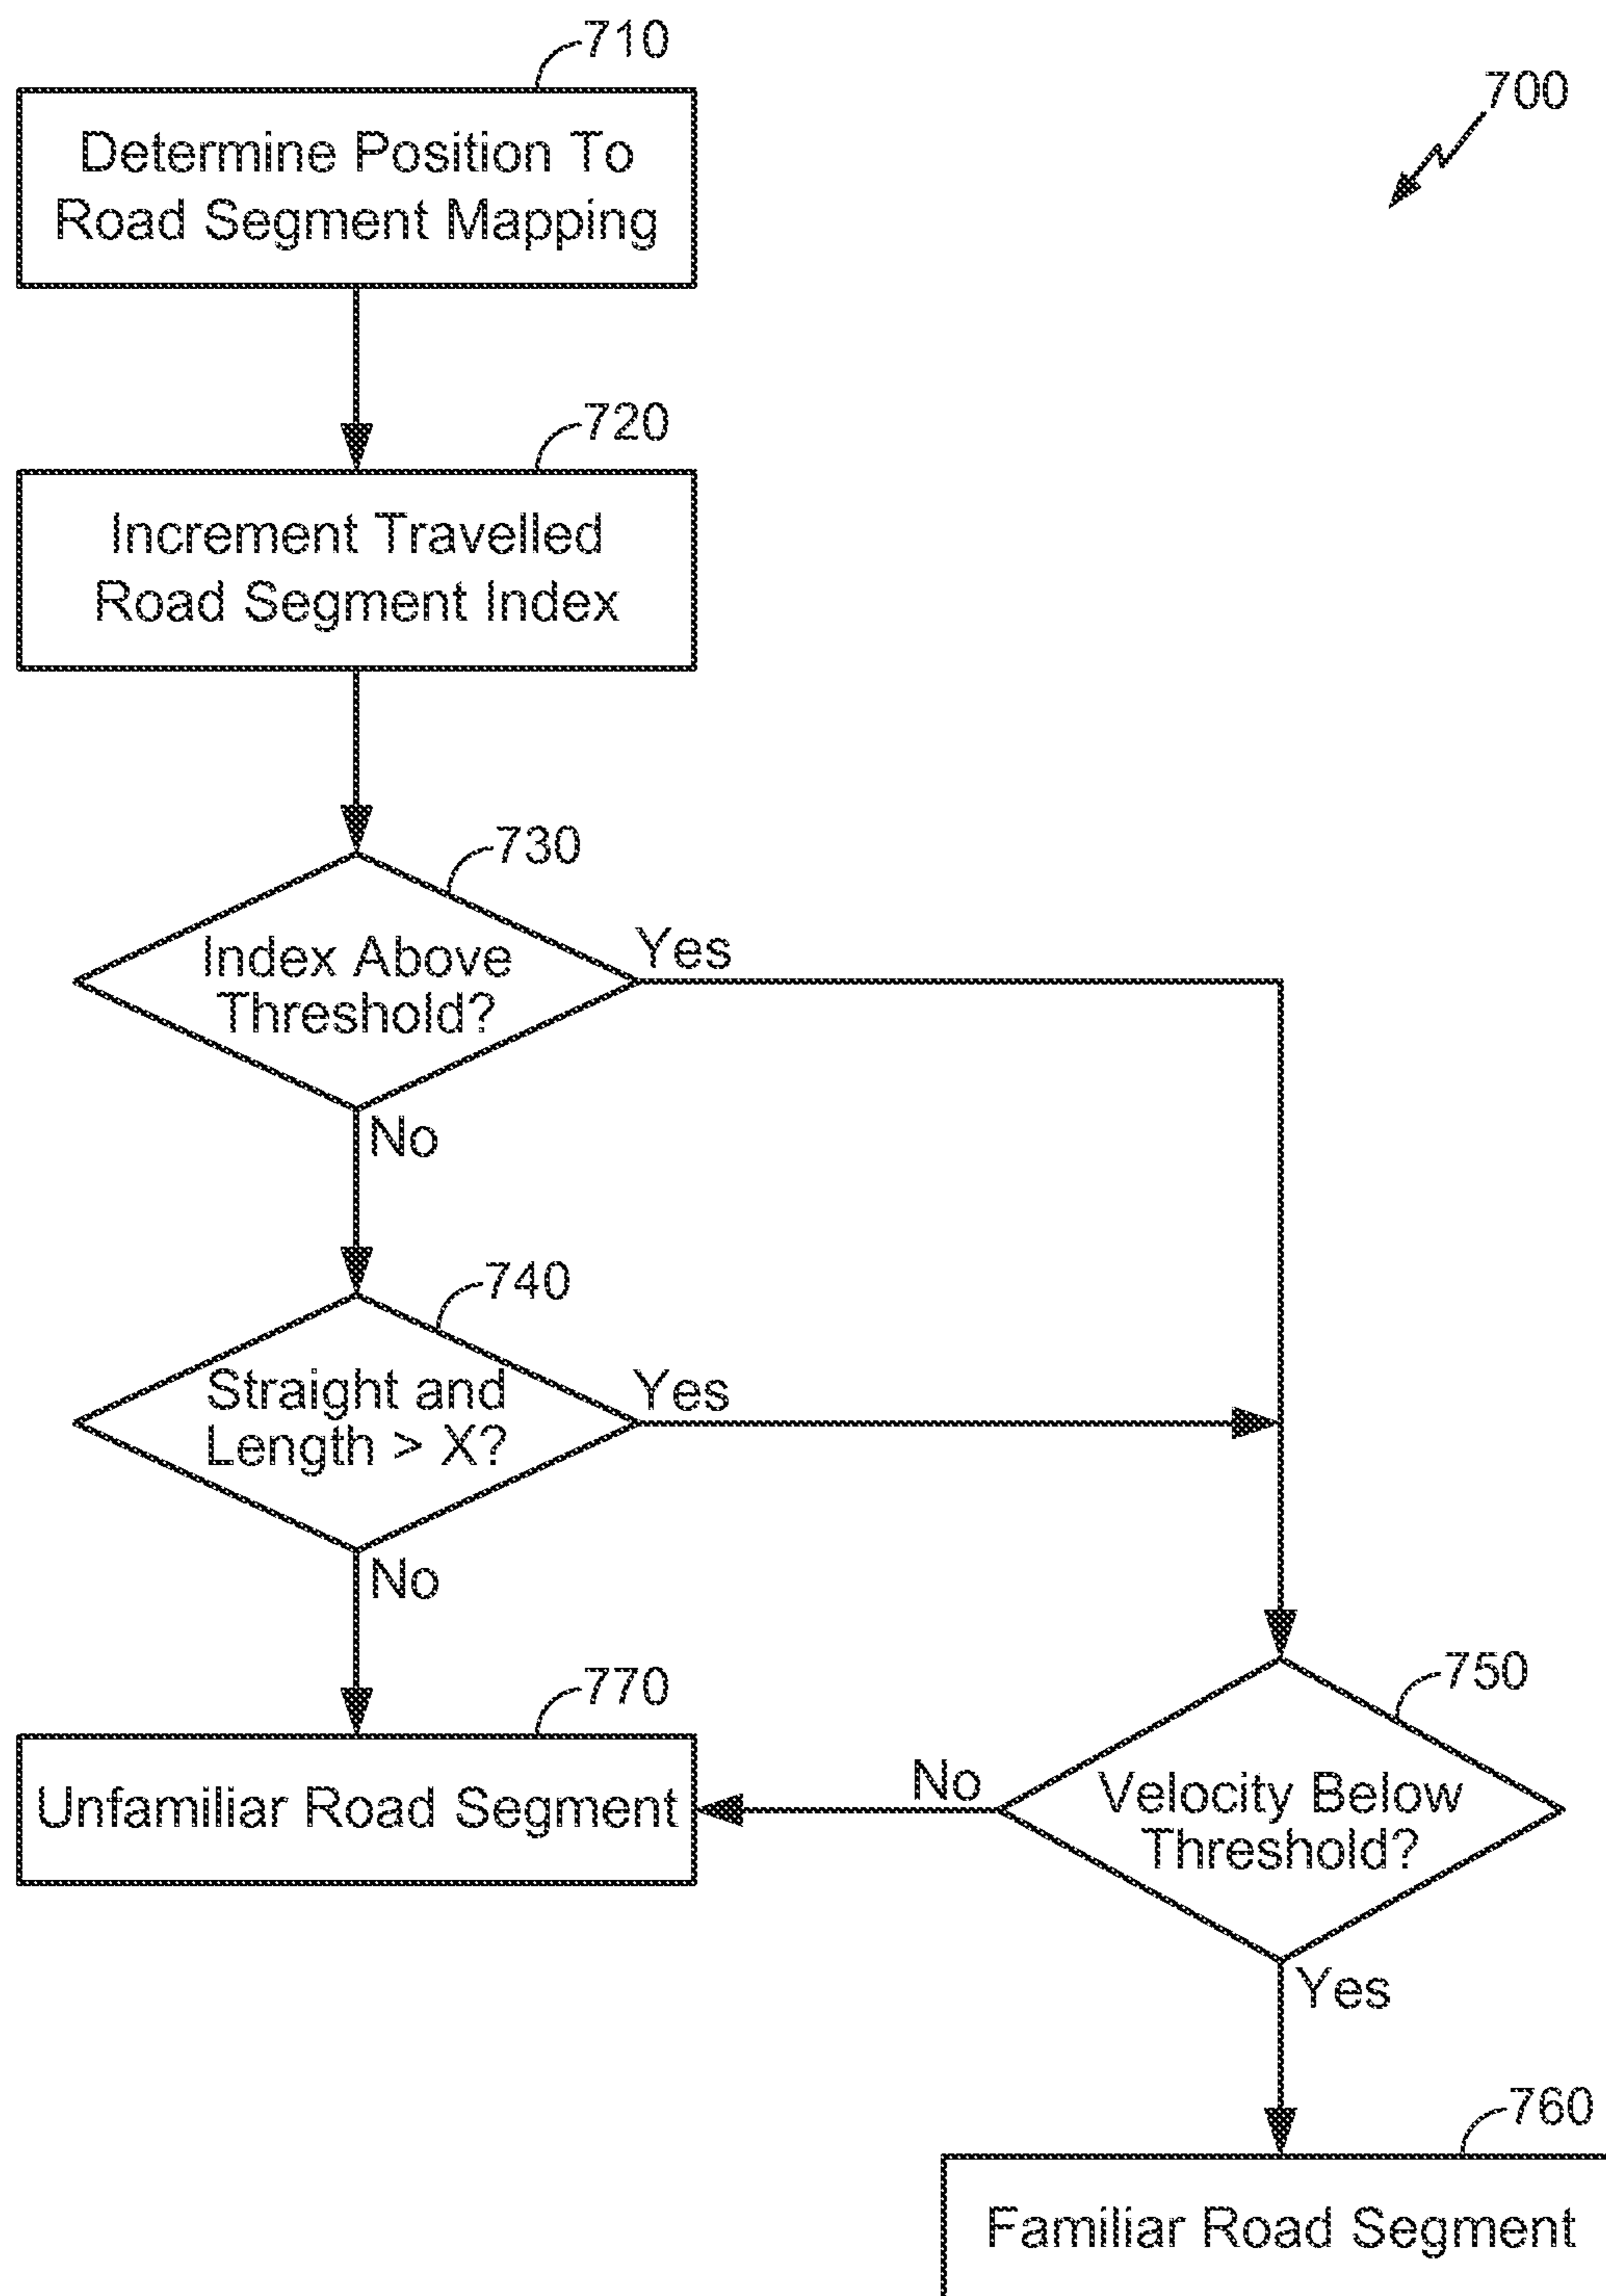 710
700
Determine Position To
Road Segment Mapping
720
Increment Travelled
Road Segment Index
730
Index Above
Threshold?
Yes
No
740
Straight and
Length > X?
Yes
No
770
Unfamiliar Road Segment
750
Velocity Below
Threshold?
No
Yes
760
Familiar Road Segment